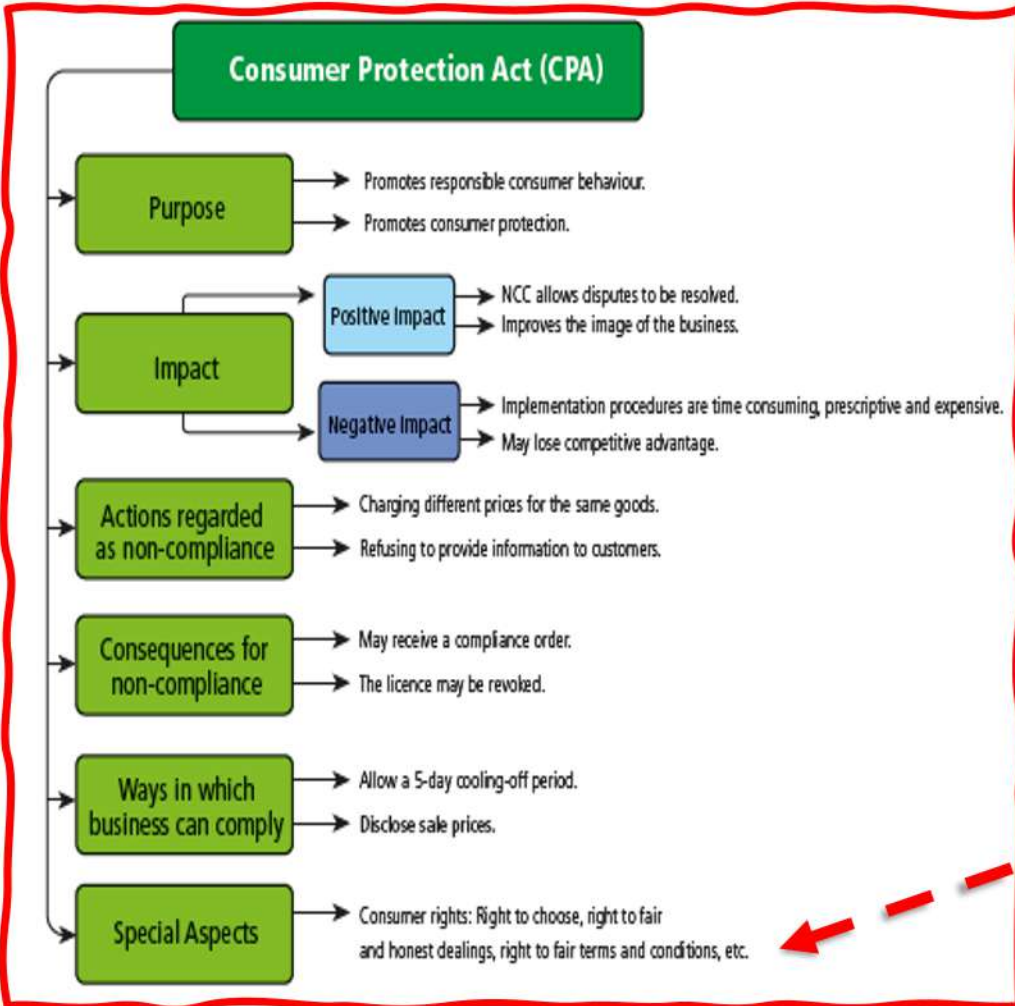 Consumer Protection Act (CPA)
Purpose
Promotes responsible consumer behaviour.
Promotes consumer protection.
Impact
Positive Impact
NCC allows disputes to be resolved.
Improves the image of the business.
Negative Impact
Implementation procedures are time consuming, prescriptive and expensive.
May lose competitive advantage.
Actions regarded
as non-compliance
Charging different prices for the same goods.
Refusing to provide information to customers.
Consequences for
non-compliance
May receive a compliance order.
The licence may be revoked.
Ways in which
business can comply
Allow a 5-day cooling-off period.
Disclose sale prices.
Special Aspects
Consumer rights: Right to choose, right to fair
and honest dealings, right to fair terms and conditions, etc.